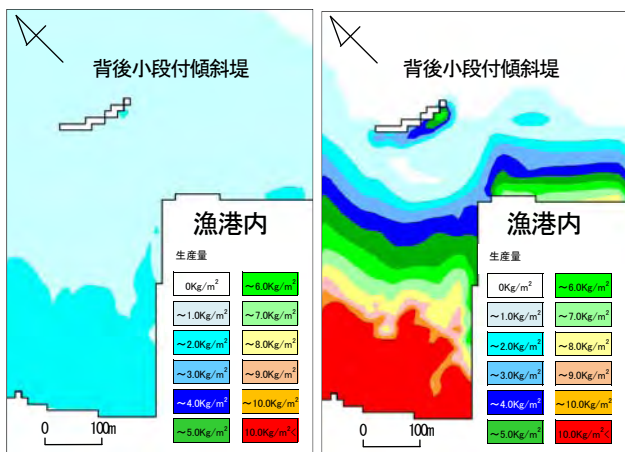 背後小段付傾斜堤
漁港内
生産量
0Kg/m²
～6.0Kg/m²
～1.0Kg/m²
～7.0Kg/m²
～2.0Kg/m²
～8.0Kg/m²
～3.0Kg/m²
～9.0Kg/m²
～4.0Kg/m²
～10.0Kg/m²
～5.0Kg/m²
10.0Kg/m²<
0 100m
背後小段付傾斜堤
漁港内
生産量
0Kg/m²
～6.0Kg/m²
～1.0Kg/m²
～7.0Kg/m²
～2.0Kg/m²
～8.0Kg/m²
～3.0Kg/m²
～9.0Kg/m²
～4.0Kg/m²
～10.0Kg/m²
～5.0Kg/m²
10.0Kg/m²<
0 100m